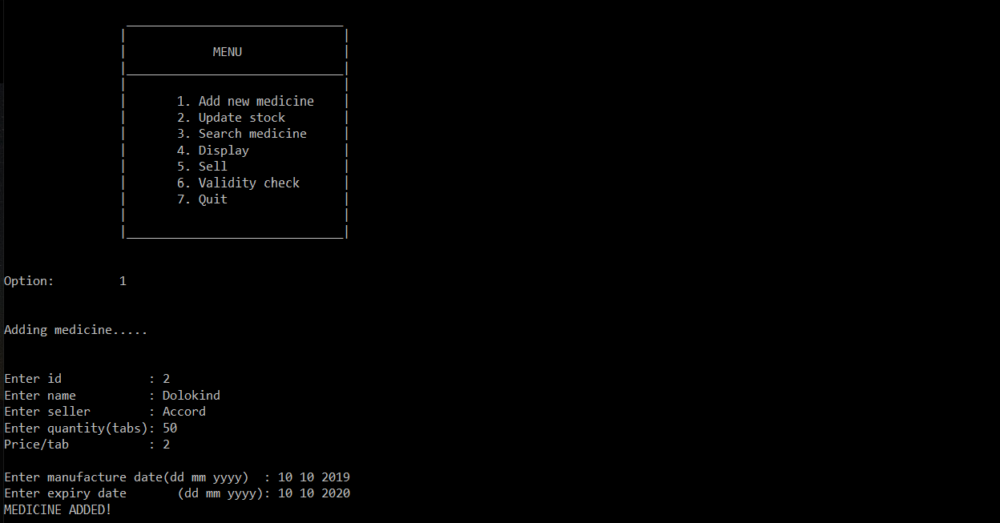 MENU
1. Add new medicine
2. Update stock
3. Search medicine
4. Display
5. Sell
6. Validity check
7. Quit
Option: 1
Adding medicine.....
Enter id : 2
Enter name : Dolokind
Enter seller : Accord
Enter quantity(tabs): 50
Price/tab : 2
Enter manufacture date(dd mm yyyy) : 10 10 2019
Enter expiry date (dd mm yyyy): 10 10 2020
MEDICINE ADDED!